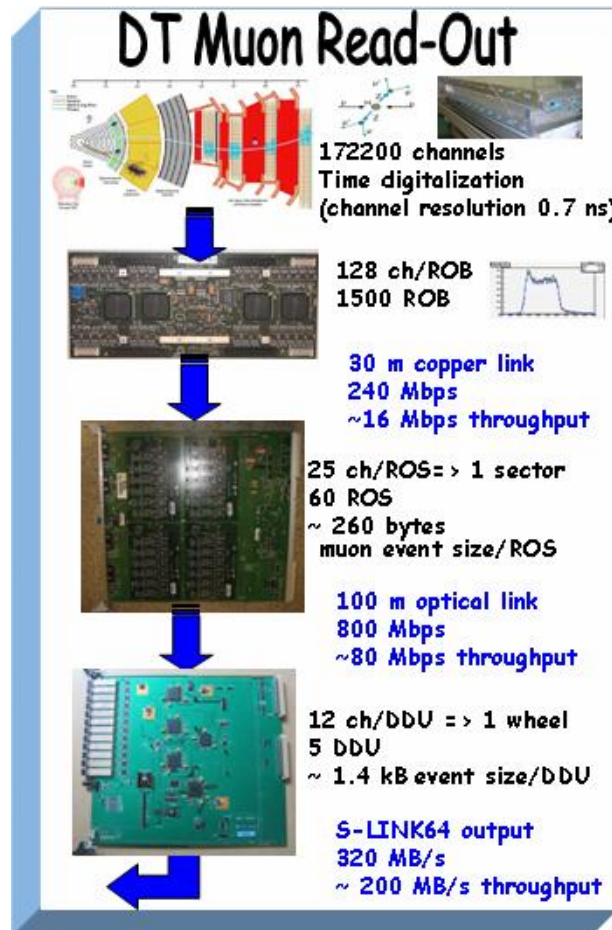 DT Muon Read-Out
172200 channels
Time digitalization
(channel resolution 0.7 ns)
128 ch/ROB
1500 ROB
30 m copper link
240 Mbps
~16 Mbps throughput
25 ch/ROS=> 1 sector
60 ROS
~ 260 bytes
muon event size/ROS
100 m optical link
800 Mbps
~80 Mbps throughput
12 ch/DDU => 1 wheel
5 DDU
~ 1.4 kB event size/DDU
S-LINK64 output
320 MB/s
~ 200 MB/s throughput